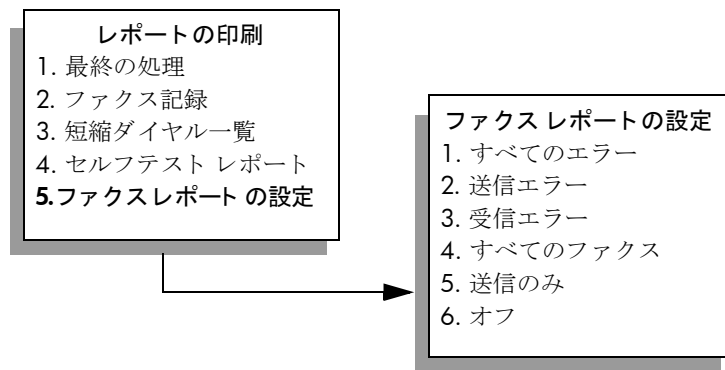 レポートの印刷
1. 最終の処理
2. ファクス記録
3. 短縮ダイヤル一覧
4. セルフテスト レポート
5.ファクスレポート の設定
ファクス レポートの設定
1. すべてのエラー
2. 送信エラー
3. 受信エラー
4. すべてのファクス
5. 送信のみ
6. オフ